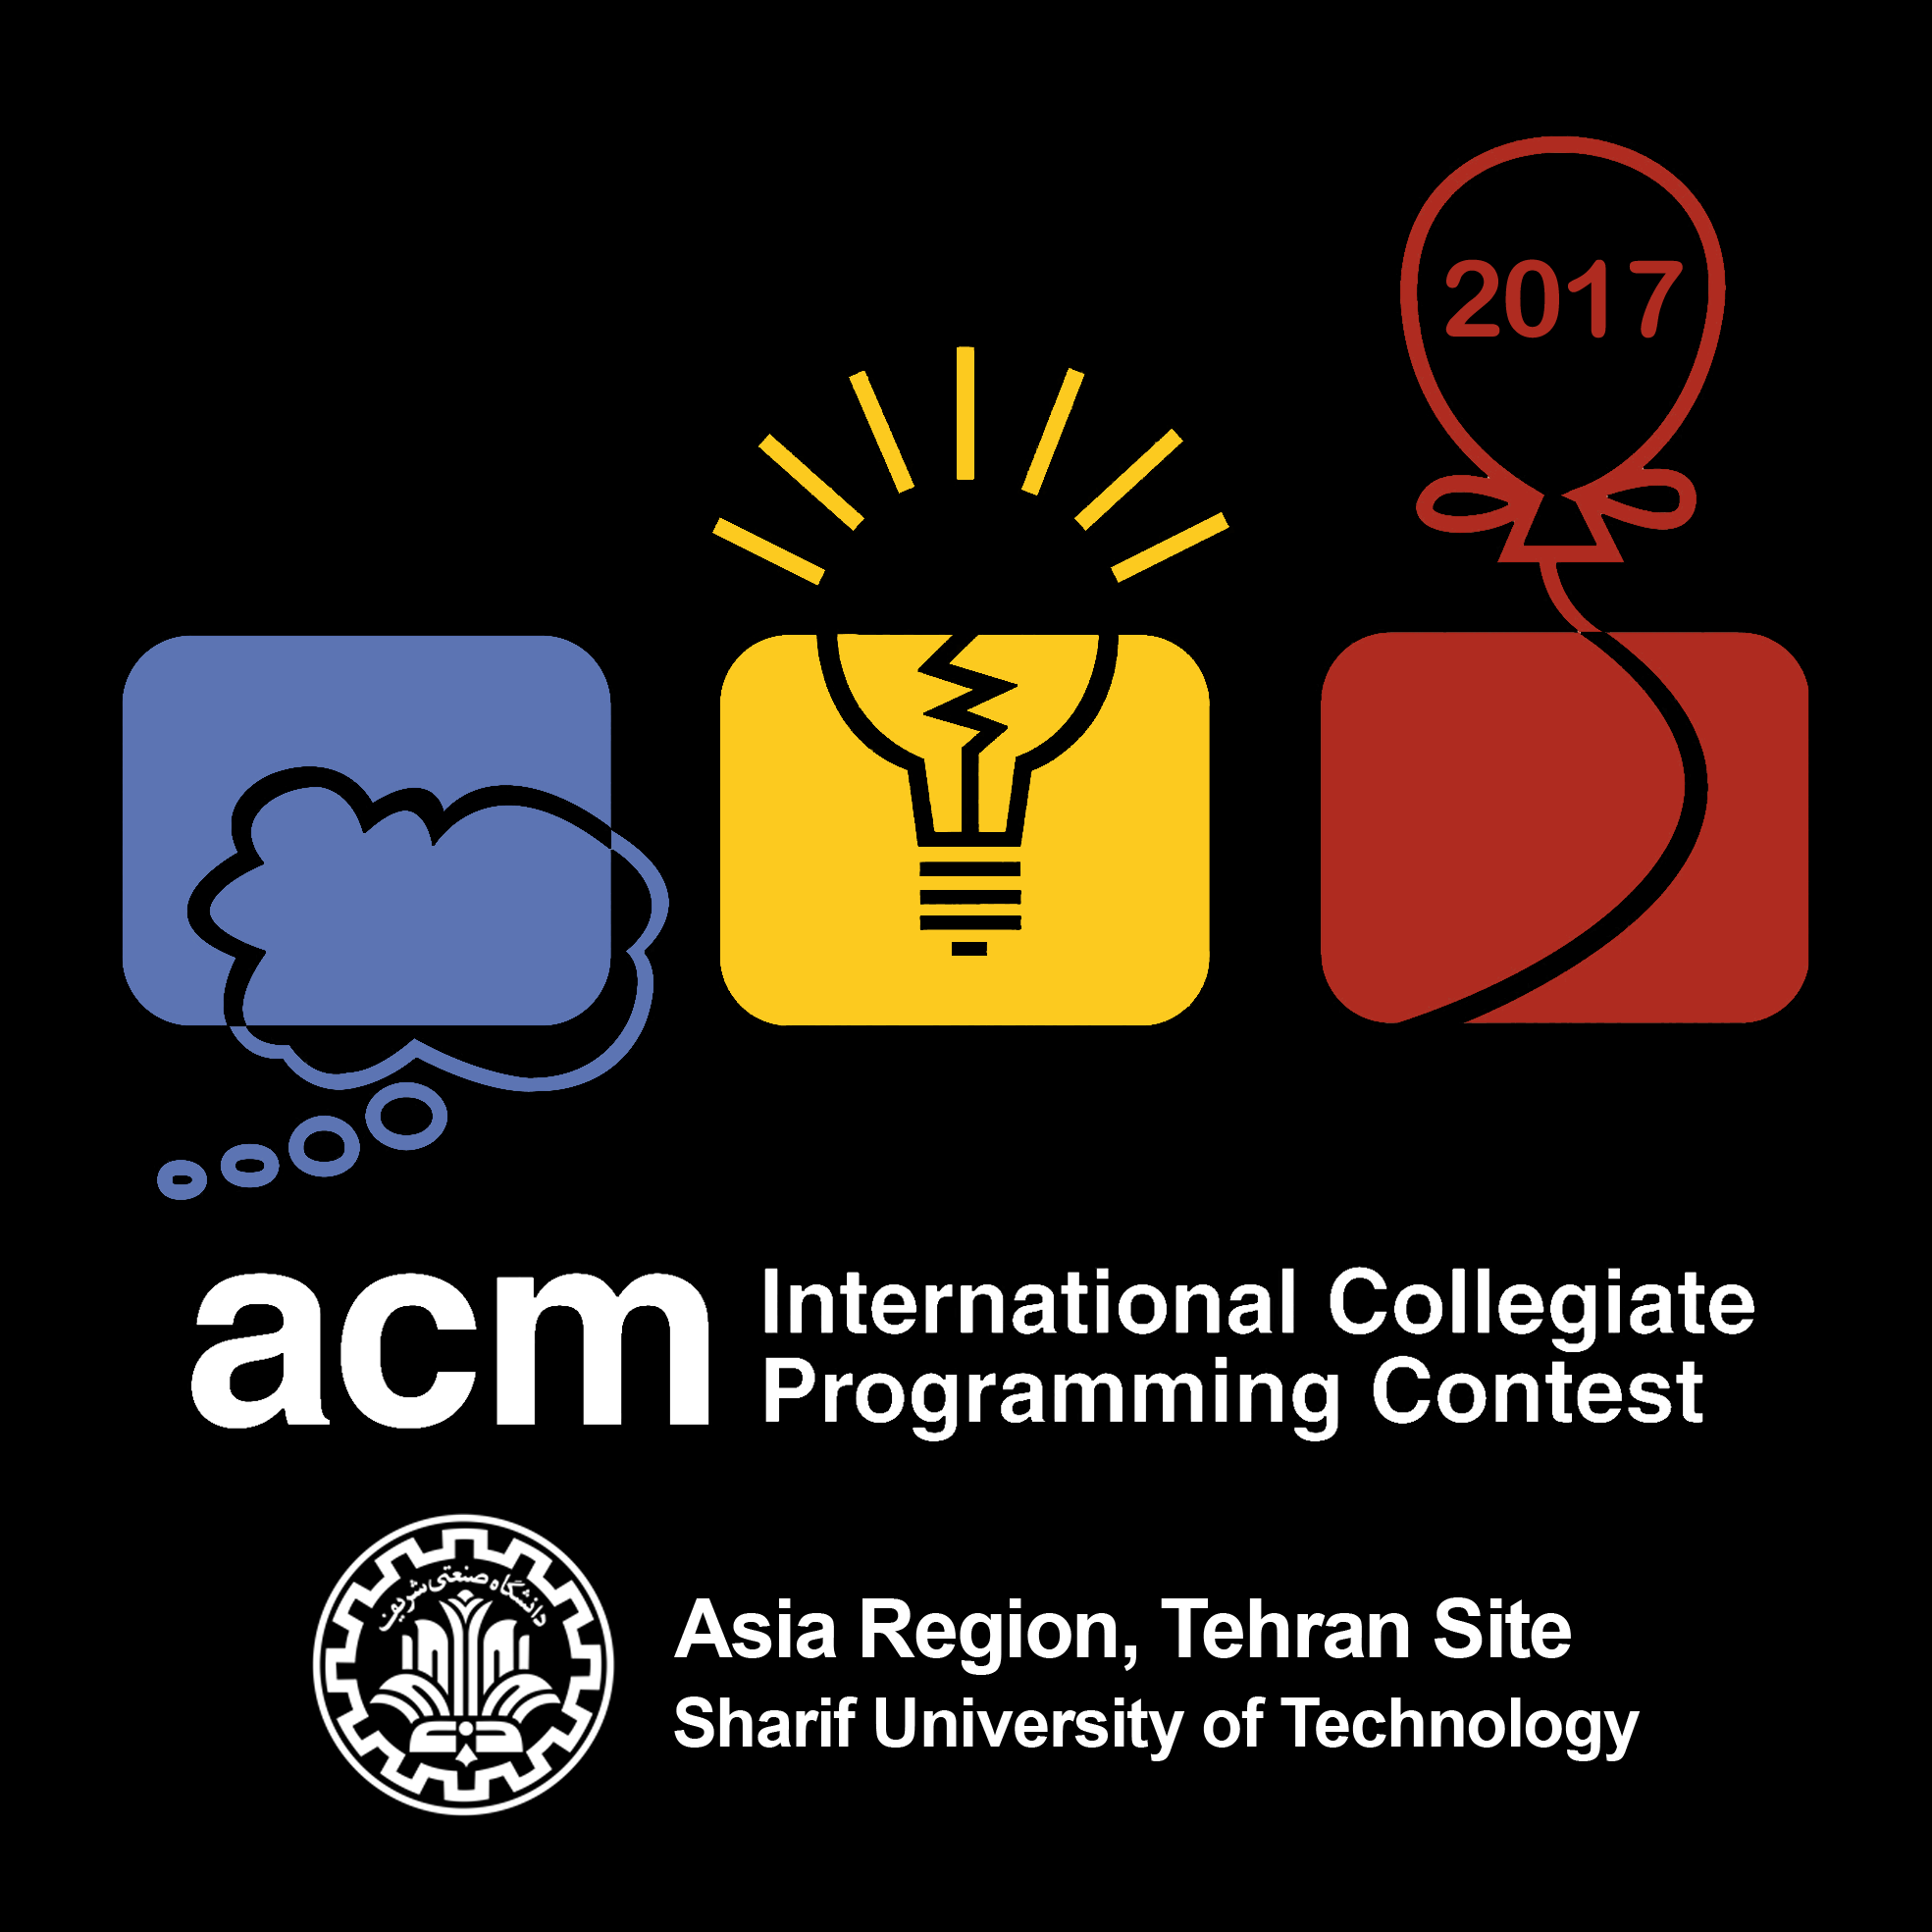 2017
acm
International Collegiate
Programming Contest
دانشگاه صنعتی شریف
Asia Region, Tehran Site
Sharif University of Technology